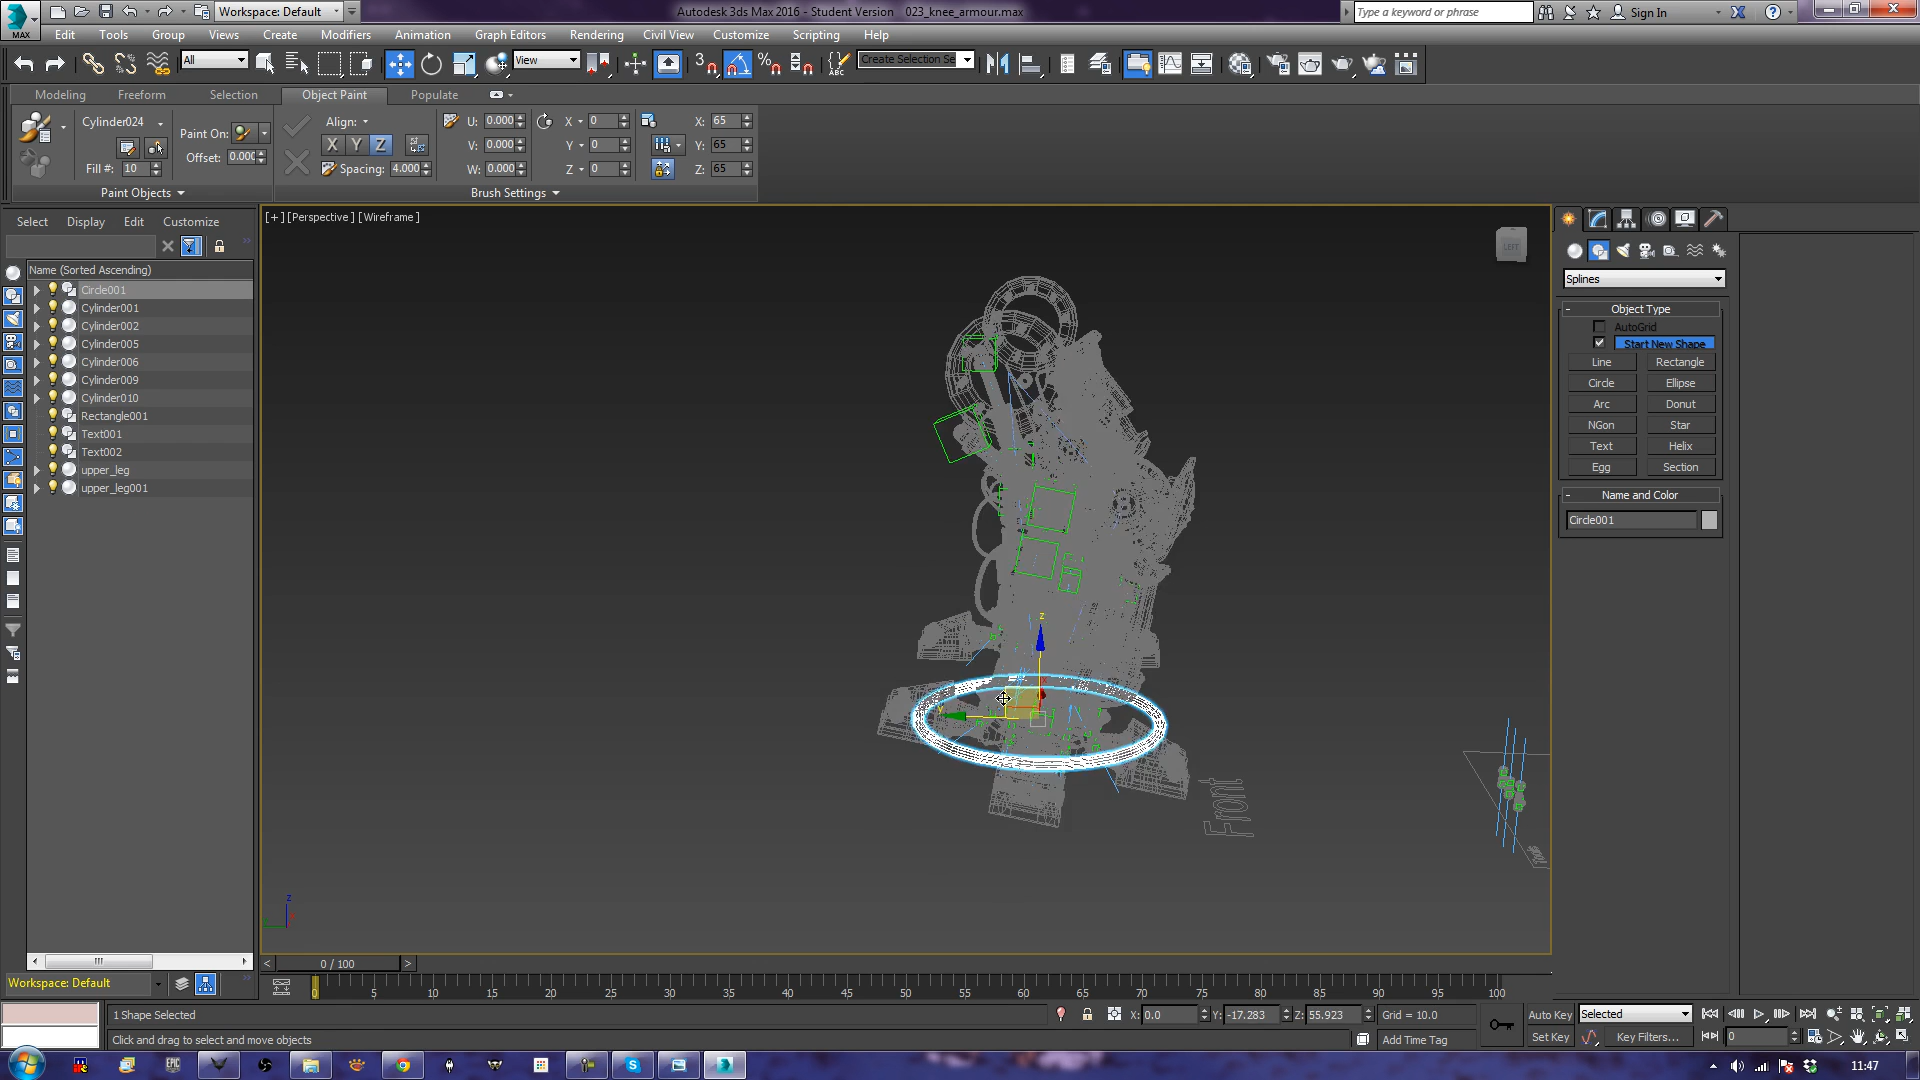 MAX
Workspace: Default
Autodesk 3ds Max 2016 - Student Version    023_knee_armour.max
Type a keyword or phrase
Sign In
Edit Tools Group Views Create Modifiers Animation Graph Editors Rendering Civil View Customize Scripting Help
All
View
3
ABC
Create Selection Se
Modeling Freeform Selection Object Paint Populate
Cylinder024
Paint On:
Align:
U: 0.000 X 0 X: 65
Offset: 0.000
X Y Z
V: 0.000 Y 0 Y: 65
Fill #: 10
Spacing: 4.000
W: 0.000 Z 0 Z: 65
Paint Objects
Brush Settings
Select Display Edit Customize
[+] [Perspective] [Wireframe]
LEFT
Name (Sorted Ascending)
Circle001
Cylinder001
Cylinder002
Cylinder005
Cylinder006
Cylinder009
Cylinder010
Rectangle001
Text001
Text002
upper_leg
upper_leg001
Splines
- Object Type
AutoGrid
Start New Shape
Line Rectangle
Circle Ellipse
Arc Donut
NGon Star
Text Helix
Egg Section
- Name and Color
Circle001
z
y
Front
z
< 0 / 100 >
Workspace: Default
0 5 10 15 20 25 30 35 40 45 50 55 60 65 70 75 80 85 90 95 100
1 Shape Selected
X: 0.0 Y: -17.283 Z: 55.923 Grid = 10.0
Auto Key Selected
Click and drag to select and move objects
Add Time Tag
Set Key Key Filters... 0
EPIC
11:47